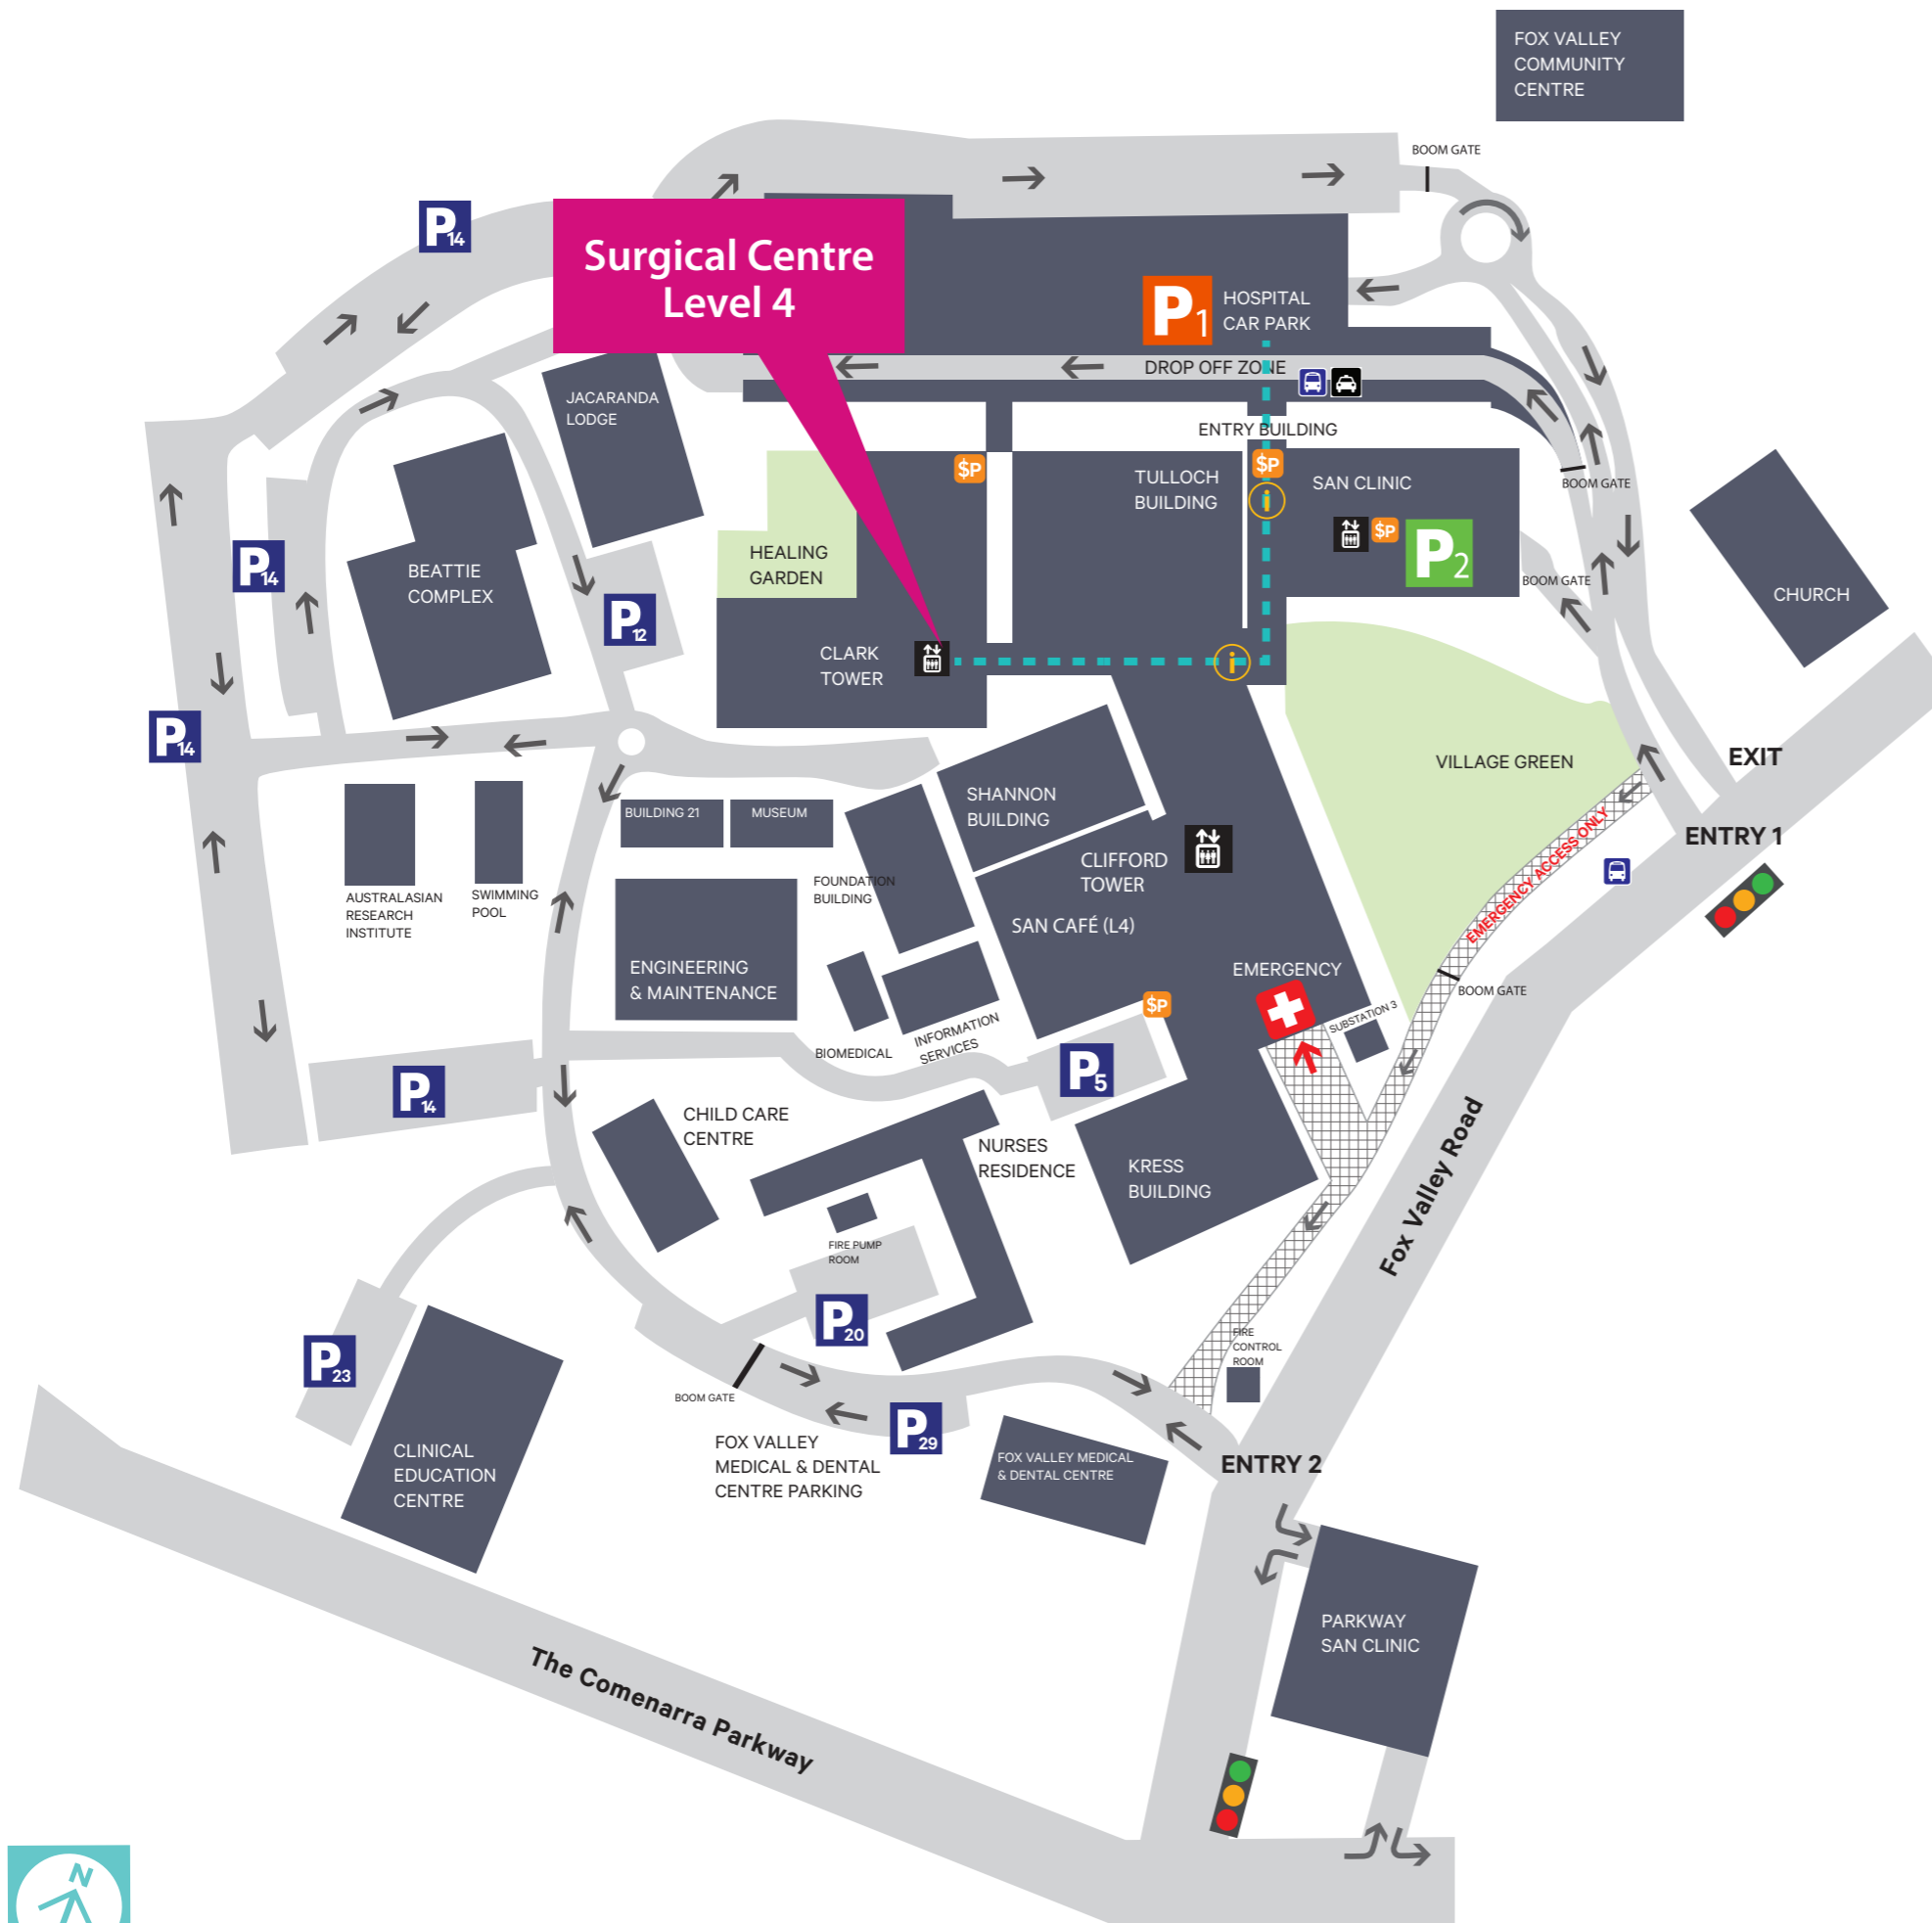 FOX VALLEY
COMMUNITY
CENTRE
BOOM GATE
P14
Surgical Centre
Level 4
P1
HOSPITAL
CAR PARK
DROP OFF ZONE
JACARANDA
LODGE
ENTRY BUILDING
$P
$P
i
TULLOCH
BUILDING
SAN CLINIC
BOOM GATE
$P
P2
HEALING
GARDEN
P14
BEATTIE
COMPLEX
BOOM GATE
CHURCH
P12
CLARK
TOWER
i
P14
VILLAGE GREEN
EXIT
ENTRY 1
SHANNON
BUILDING
BUILDING 21
MUSEUM
EMERGENCY ACCESS ONLY
CLIFFORD
TOWER
FOUNDATION
BUILDING
AUSTRALASIAN
RESEARCH
INSTITUTE
SWIMMING
POOL
SAN CAFÉ (L4)
ENGINEERING
& MAINTENANCE
EMERGENCY
BOOM GATE
$P
SUBSTATION 3
INFORMATION
SERVICES
BIOMEDICAL
P5
P14
CHILD CARE
CENTRE
NURSES
RESIDENCE
KRESS
BUILDING
Fox Valley Road
FIRE PUMP
ROOM
P20
FIRE
CONTROL
ROOM
P23
BOOM GATE
P29
FOX VALLEY
MEDICAL & DENTAL
CENTRE PARKING
FOX VALLEY MEDICAL
& DENTAL CENTRE
ENTRY 2
CLINICAL
EDUCATION
CENTRE
PARKWAY
SAN CLINIC
The Comenarra Parkway
N